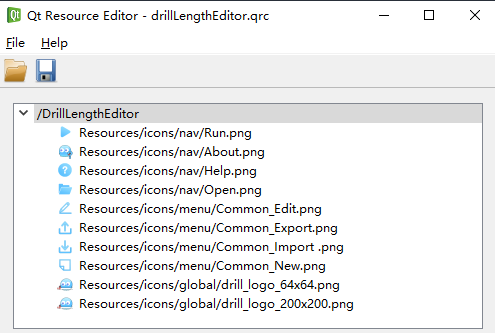 Qt Resource Editor - drillLengthEditor.qrc
File Help
/DrillLengthEditor
Resources/icons/nav/Run.png
Resources/icons/nav/About.png
Resources/icons/nav/Help.png
Resources/icons/nav/Open.png
Resources/icons/menu/Common_Edit.png
Resources/icons/menu/Common_Export.png
Resources/icons/menu/Common_Import .png
Resources/icons/menu/Common_New.png
Resources/icons/global/drill_logo_64x64.png
Resources/icons/global/drill_logo_200x200.png